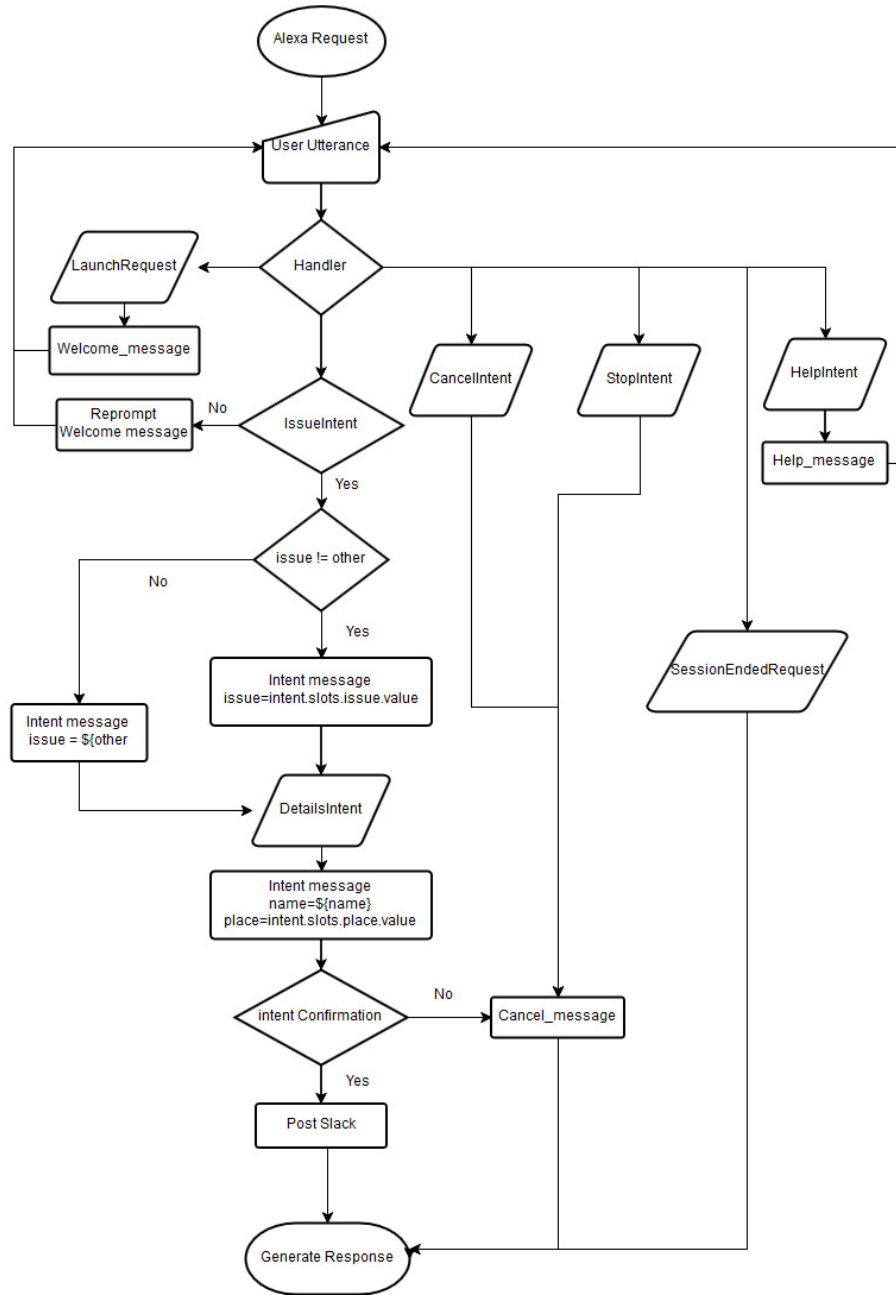 Alexa Request
User Utterance
LaunchRequest
Handler
Welcome_message
CancelIntent
StopIntent
HelpIntent
Reprompt
Welcome message
No
IssueIntent
Help_message
Yes
issue != other
No
Yes
SessionEndedRequest
Intent message
issue=intent.slots.issue.value
Intent message
issue = ${other
DetailsIntent
Intent message
name=${name}
place=intent.slots.place.value
intent Confirmation
No
Cancel_message
Yes
Post Slack
Generate Response